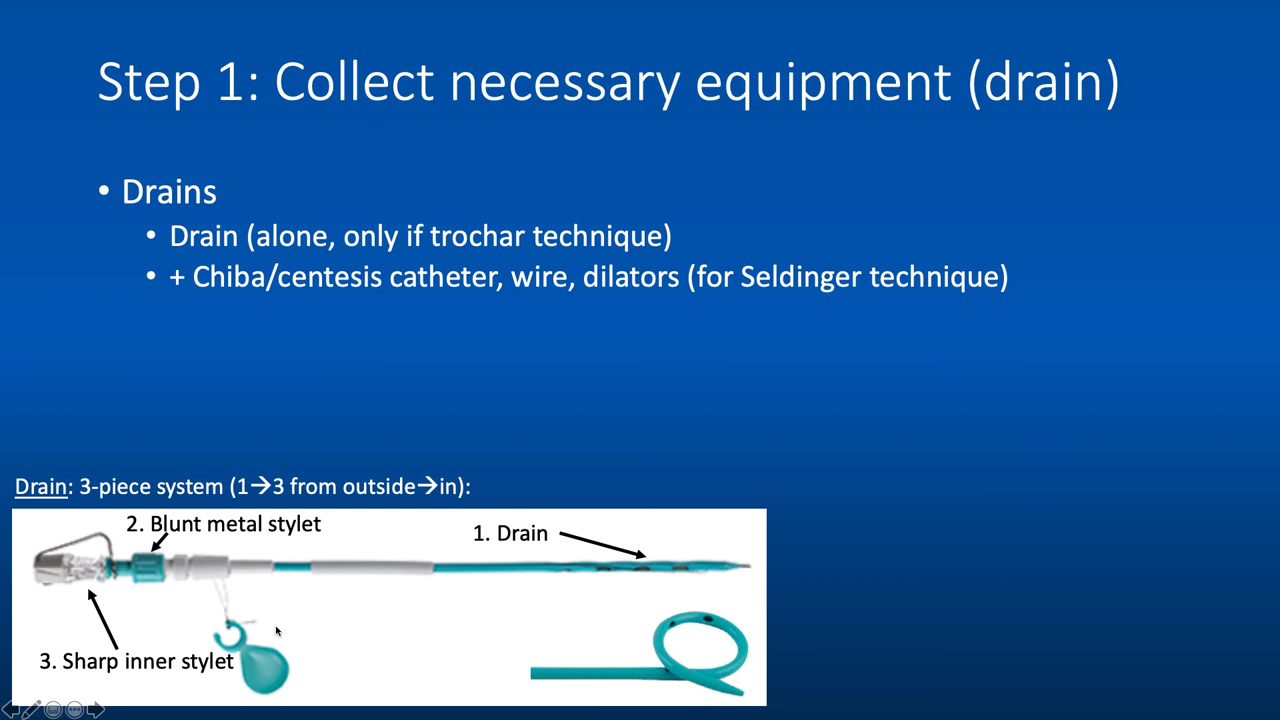 Step 1: Collect necessary equipment (drain)
• Drains
• Drain (alone, only if trochar technique)
• + Chiba/centesis catheter, wire, dilators (for Seldinger technique)
Drain: 3-piece system (1→3 from outside→in):
2. Blunt metal stylet
1. Drain
3. Sharp inner stylet